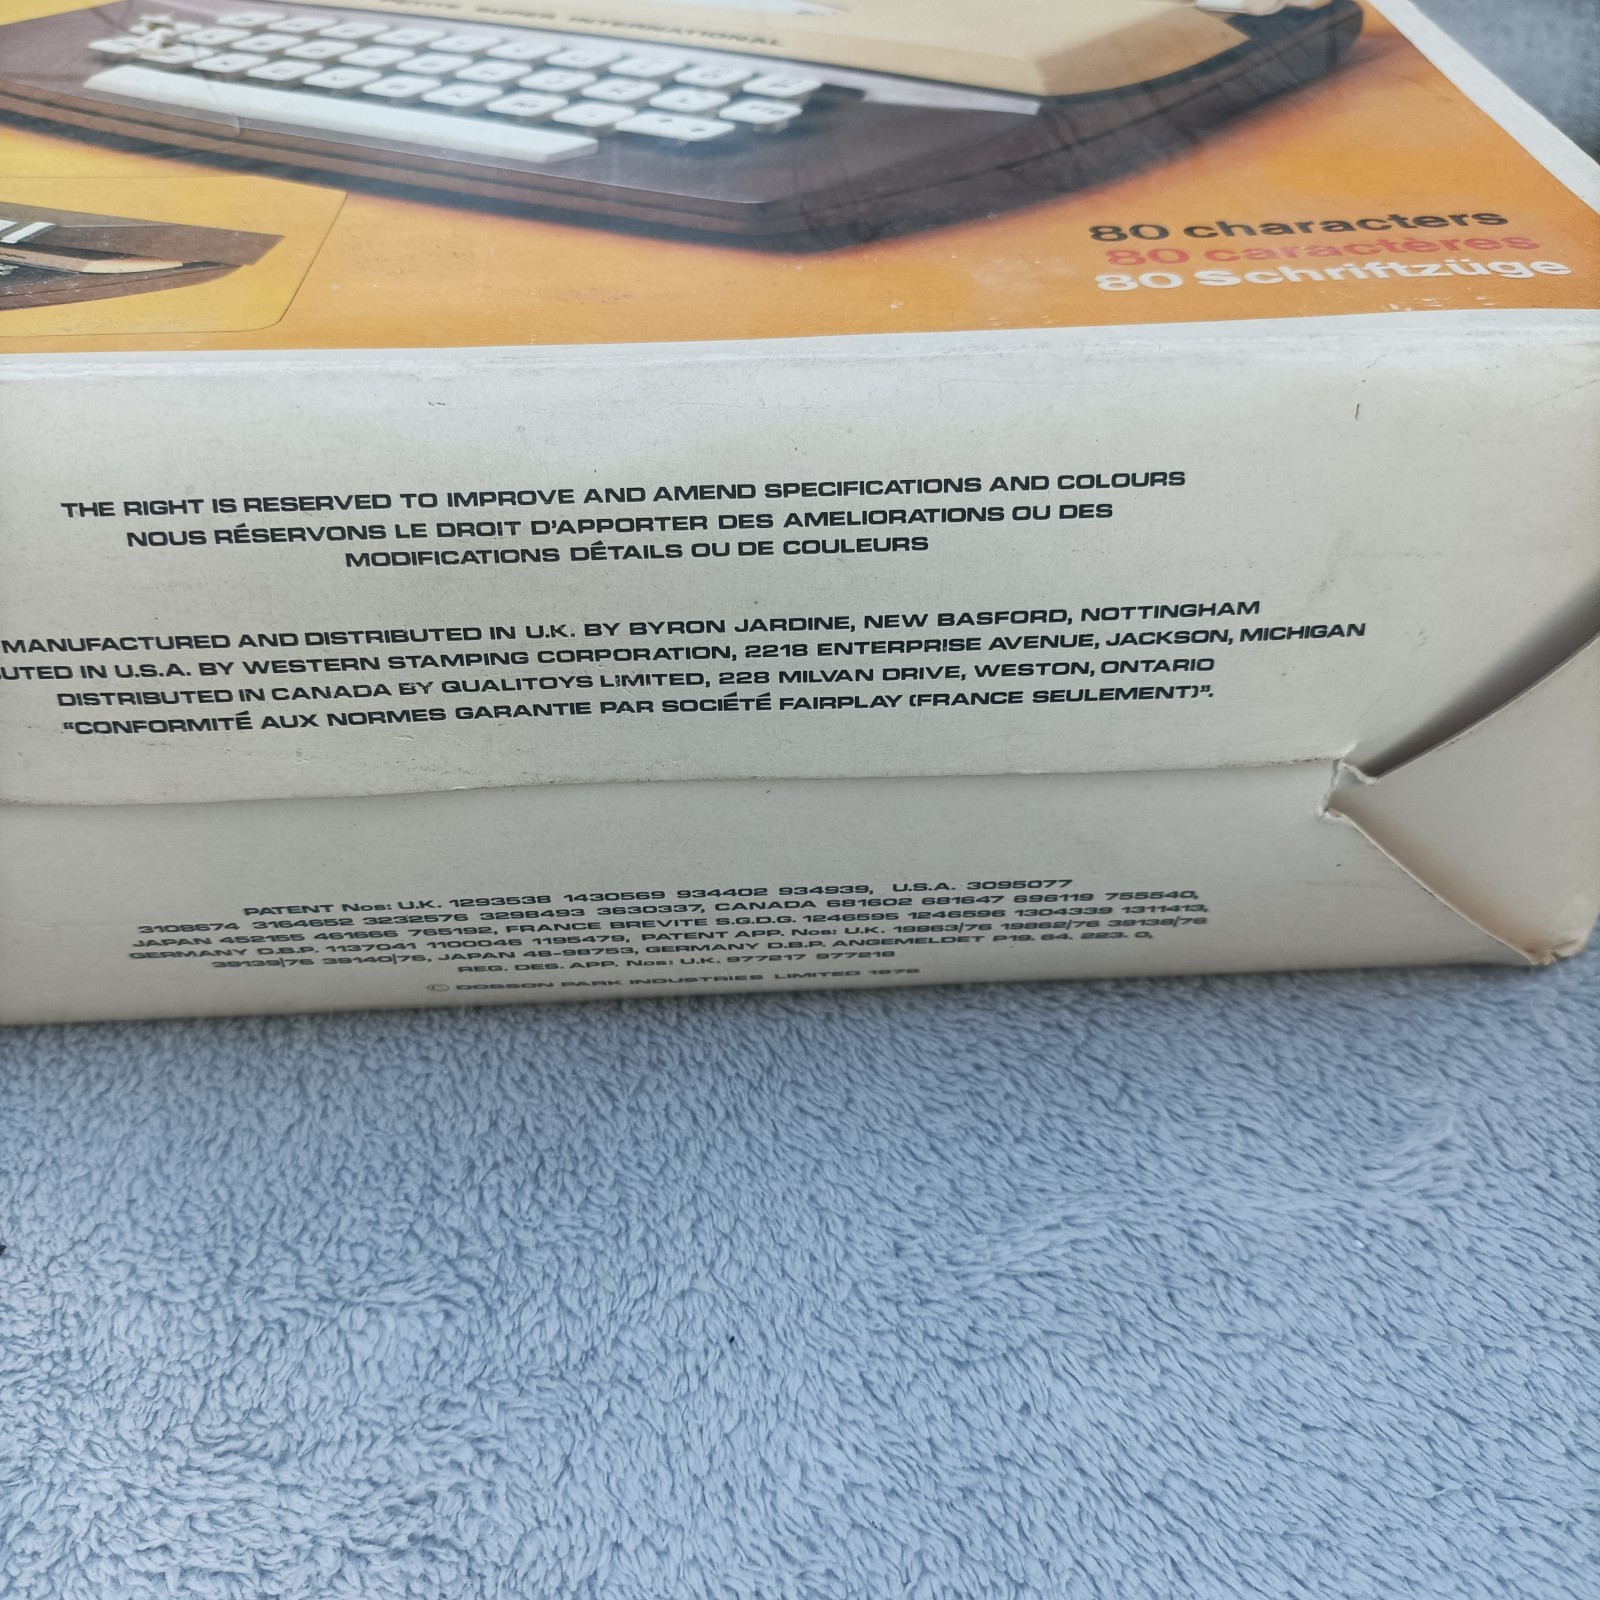 PETITE SUPER INTERNATIONAL
80 characters
80 caractères
80 Schriftzüge
THE RIGHT IS RESERVED TO IMPROVE AND AMEND SPECIFICATIONS AND COLOURS
NOUS RÉSERVONS LE DROIT D'APPORTER DES AMELIORATIONS OU DES
MODIFICATIONS DÉTAILS OU DE COULEURS
MANUFACTURED AND DISTRIBUTED IN U.K. BY BYRON JARDINE, NEW BASFORD, NOTTINGHAM
UTED IN U.S.A. BY WESTERN STAMPING CORPORATION, 2218 ENTERPRISE AVENUE, JACKSON, MICHIGAN
DISTRIBUTED IN CANADA BY QUALITOYS LIMITED, 228 MILVAN DRIVE, WESTON, ONTARIO
"CONFORMITÉ AUX NORMES GARANTIE PAR SOCIÉTÉ FAIRPLAY (FRANCE SEULEMENT)".
PATENT Nos: U.K. 1293538 1430569 934402 934939, U.S.A. 3095077
3108674 3164652 3232576 3298493 3630337, CANADA 681602 681647 696119 755540,
JAPAN 452155 461666 765192, FRANCE BREVITE S.G.D.G. 1246595 1246596 1304339 1311413,
GERMANY D.B.P. 1137041 1100046 1195479, PATENT APP. Nos: U.K. 19863/76 19862/76 39138/76
39139/76 39140/76, JAPAN 48-98753, GERMANY D.B.P. ANGEMELDET P19. 64. 223. 0,
REG. DES. APP. Nos: U.K. 977217 977218
© DOBSON PARK INDUSTRIES LIMITED 1976